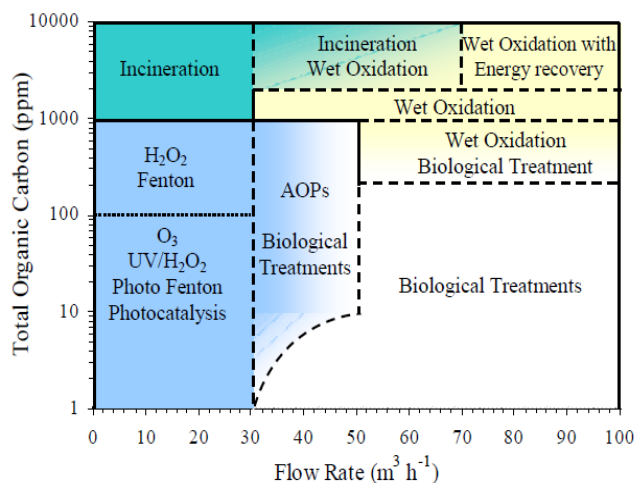 Total Organic Carbon (ppm)
10000
1000
100
10
1
Incineration
Incineration
Wet Oxidation
Wet Oxidation with
Energy recovery
Wet Oxidation
H₂O₂
Fenton
AOPs
Biological
Treatments
Wet Oxidation
Biological Treatment
O₃
UV/H₂O₂
Photo Fenton
Photocatalysis
Biological Treatments
0 10 20 30 40 50 60 70 80 90 100
Flow Rate (m³ h⁻¹)